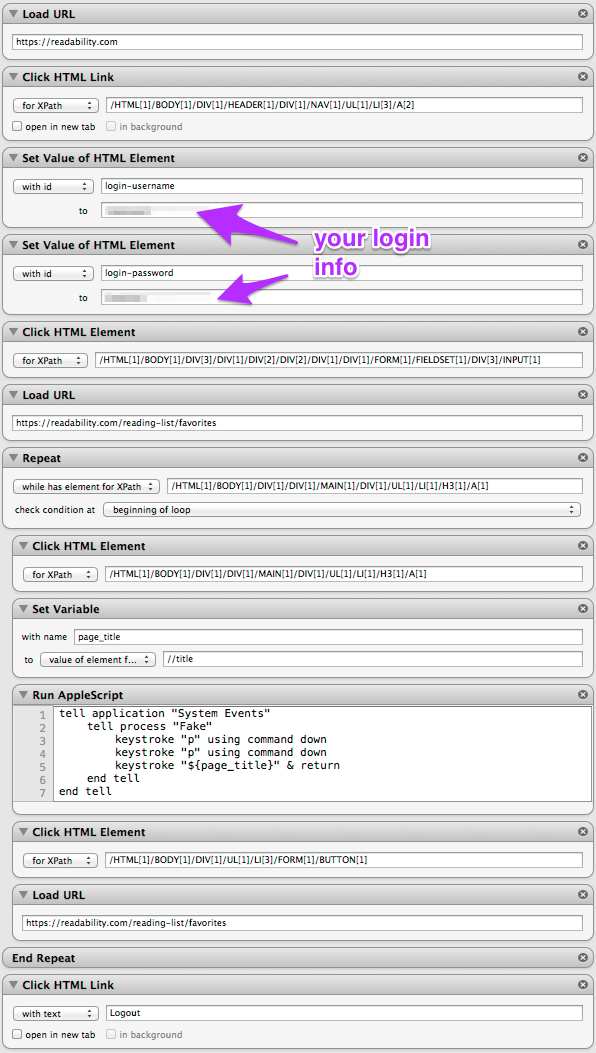 Load URL
https://readability.com
Click HTML Link
for XPath /HTML[1]/BODY[1]/DIV[1]/HEADER[1]/DIV[1]/NAV[1]/UL[1]/LI[3]/A[2]
open in new tab in background
Set Value of HTML Element
with id login-username
to
your login
info
Set Value of HTML Element
with id login-password
to
Click HTML Element
for XPath /HTML[1]/BODY[1]/DIV[3]/DIV[1]/DIV[2]/DIV[2]/DIV[1]/DIV[1]/FORM[1]/FIELDSET[1]/DIV[3]/INPUT[1]
Load URL
https://readability.com/reading-list/favorites
Repeat
while has element for XPath /HTML[1]/BODY[1]/DIV[1]/DIV[1]/MAIN[1]/DIV[1]/UL[1]/LI[1]/H3[1]/A[1]
check condition at beginning of loop
Click HTML Element
for XPath /HTML[1]/BODY[1]/DIV[1]/DIV[1]/MAIN[1]/DIV[1]/UL[1]/LI[1]/H3[1]/A[1]
Set Variable
with name page_title
to value of element f... //title
Run AppleScript
1 tell application "System Events"
2 tell process "Fake"
3 keystroke "p" using command down
4 keystroke "p" using command down
5 keystroke "${page_title}" & return
6 end tell
7 end tell
Click HTML Element
for XPath /HTML[1]/BODY[1]/DIV[1]/UL[1]/LI[3]/FORM[1]/BUTTON[1]
Load URL
https://readability.com/reading-list/favorites
End Repeat
Click HTML Link
with text Logout
open in new tab in background